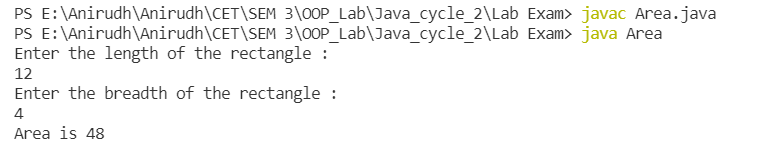 PS E:\Anirudh\Anirudh\CET\SEM 3\OOP_Lab\Java_cycle_2\Lab Exam> javac Area.java
PS E:\Anirudh\Anirudh\CET\SEM 3\OOP_Lab\Java_cycle_2\Lab Exam> java Area
Enter the length of the rectangle :
12
Enter the breadth of the rectangle :
4
Area is 48